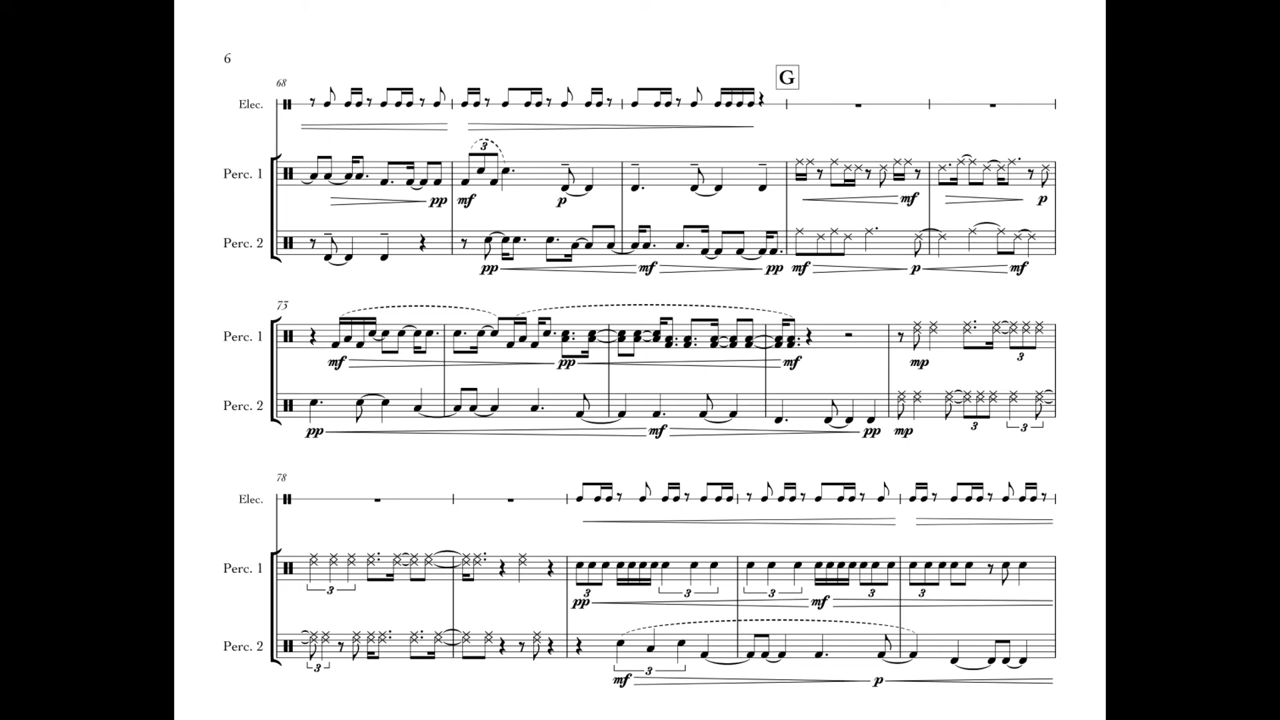 6
68
G
Elec.
3
Perc. 1
pp mf p mf p
Perc. 2
pp mf pp mf p mf
73
Perc. 1
mf pp mf mp
3
Perc. 2
pp mf pp mp
3 3
78
Elec.
Perc. 1
3 3 3 3 3 3
pp mf
Perc. 2
3 3
mf p